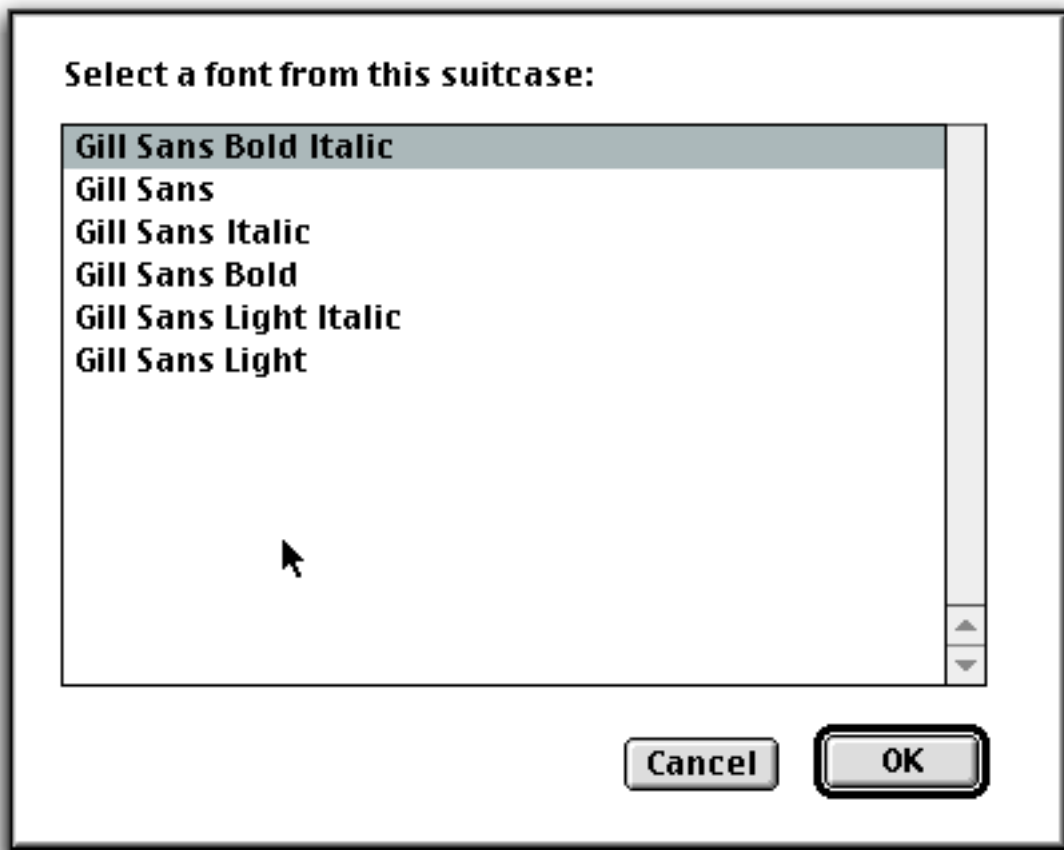 Select a font from this suitcase:
Gill Sans Bold Italic
Gill Sans
Gill Sans Italic
Gill Sans Bold
Gill Sans Light Italic
Gill Sans Light
Cancel
OK